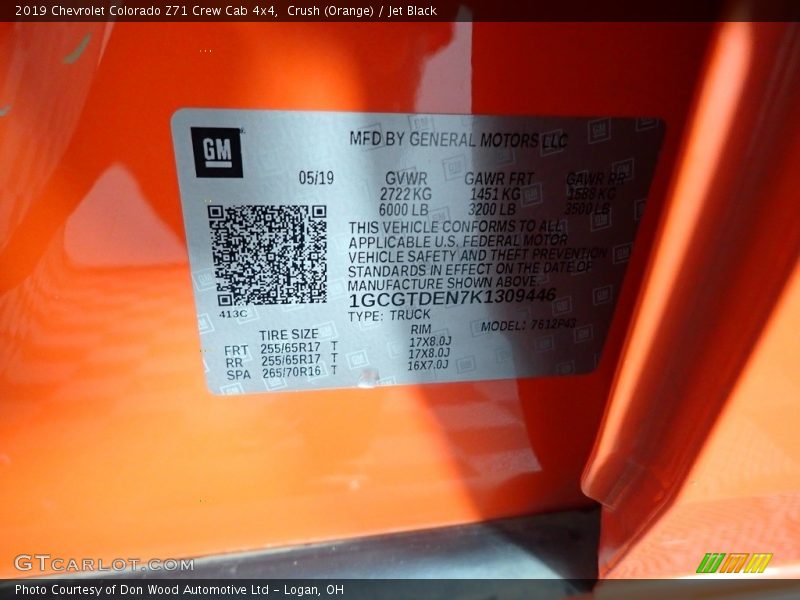 2019 Chevrolet Colorado Z71 Crew Cab 4x4, Crush (Orange) / Jet Black
GM
MFD BY GENERAL MOTORS LLC
05/19 GVWR GAWR FRT GAWR RR
2722 KG 1451 KG 1588 KG
6000 LB 3200 LB 3500 LB
THIS VEHICLE CONFORMS TO ALL
APPLICABLE U.S. FEDERAL MOTOR
VEHICLE SAFETY AND THEFT PREVENTION
STANDARDS IN EFFECT ON THE DATE OF
MANUFACTURE SHOWN ABOVE.
1GCGTDEN7K1309446
413C
TYPE: TRUCK
TIRE SIZE RIM MODEL: 7612P43
FRT 255/65R17 T 17X8.0J
RR 255/65R17 T 17X8.0J
SPA 265/70R16 T 16X7.0J
GTCARLOT.COM
Photo Courtesy of Don Wood Automotive Ltd - Logan, OH